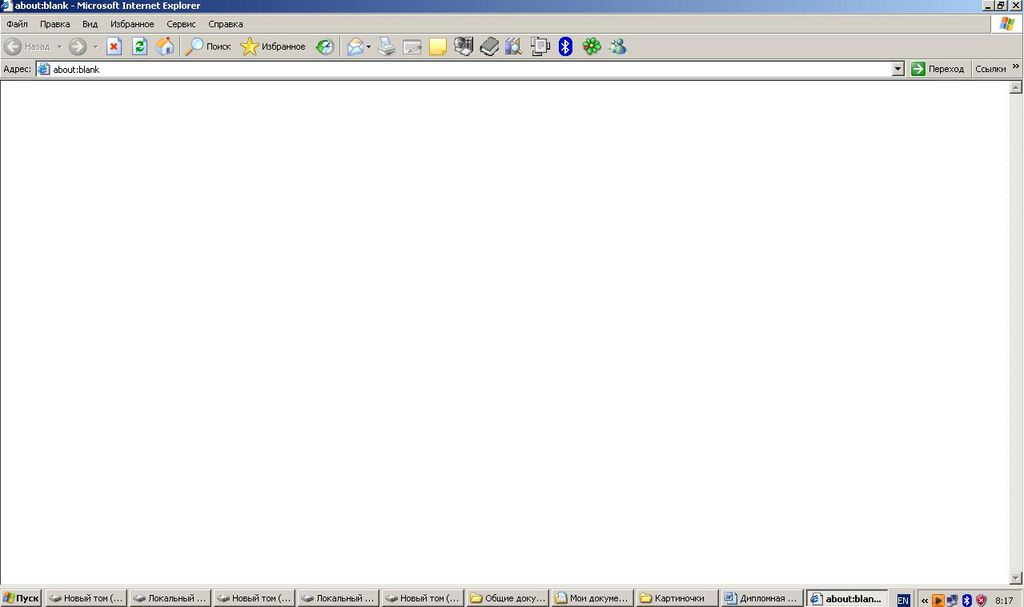 about:blank - Microsoft Internet Explorer
Файл Правка Вид Избранное Сервис Справка
Назад Поиск Избранное
Адрес: about:blank Переход Ссылки »
Пуск Новый том (... Локальный ... Новый том (... Локальный ... Новый том (... Общие доку... Мои докуме... Картиночки Дипломная ... about:blan... EN « 8:17